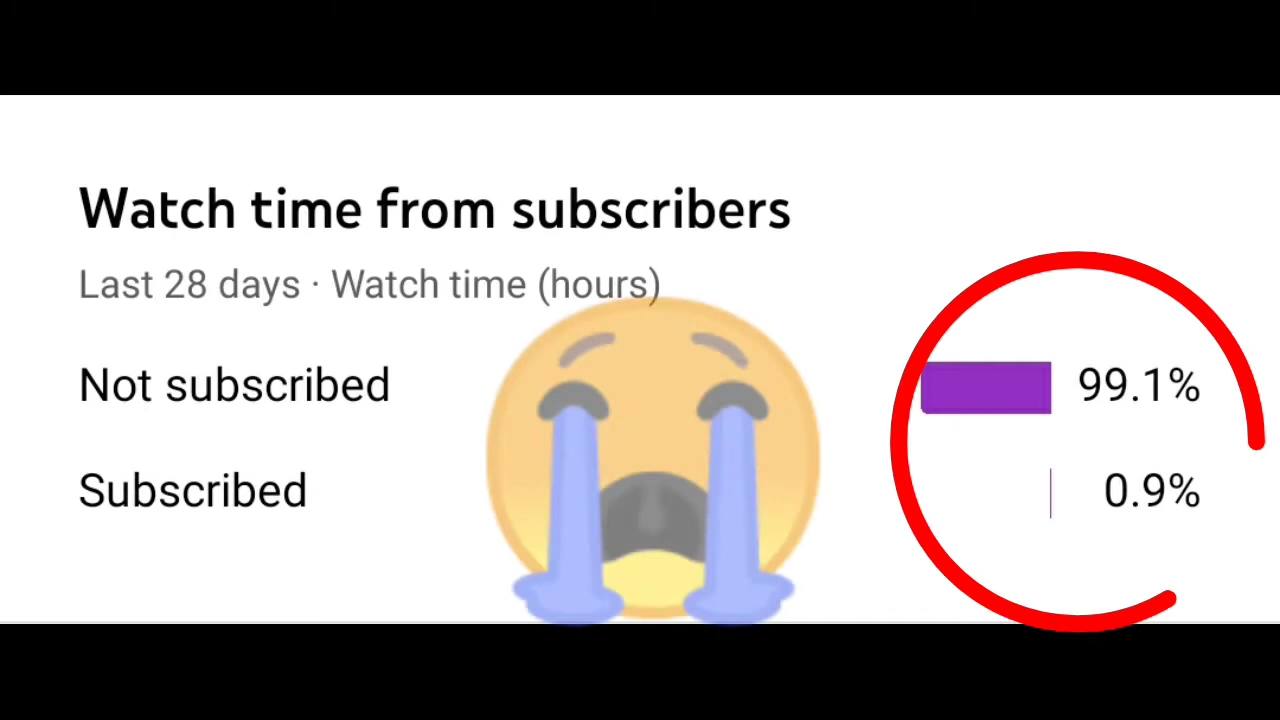 Watch time from subscribers
Last 28 days · Watch time (hours)
Not subscribed 99.1%
Subscribed 0.9%